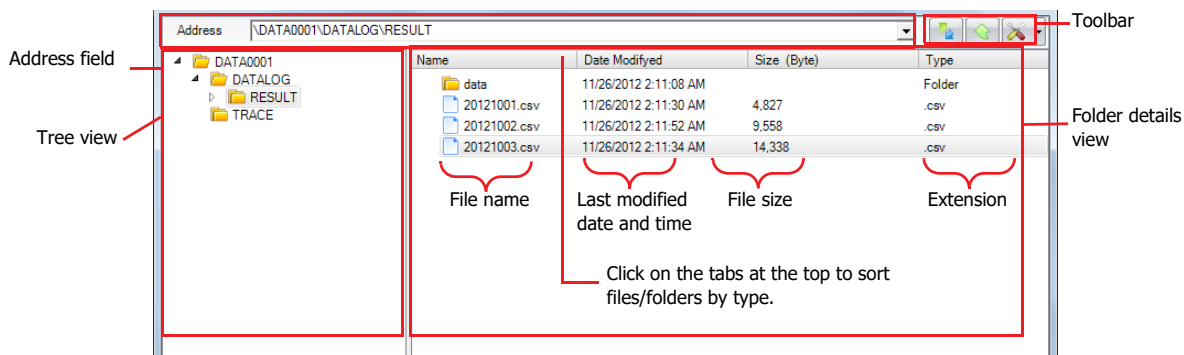 Address \DATA0001\DATALOG\RESULT
Toolbar
Address field
DATA0001
DATALOG
RESULT
TRACE
Tree view
Name Date Modifyed Size (Byte) Type
data 11/26/2012 2:11:08 AM Folder
20121001.csv 11/26/2012 2:11:30 AM 4,827 .csv
20121002.csv 11/26/2012 2:11:52 AM 9,558 .csv
20121003.csv 11/26/2012 2:11:34 AM 14,338 .csv
Folder details
view
File name
Last modified
date and time
File size
Extension
Click on the tabs at the top to sort
files/folders by type.